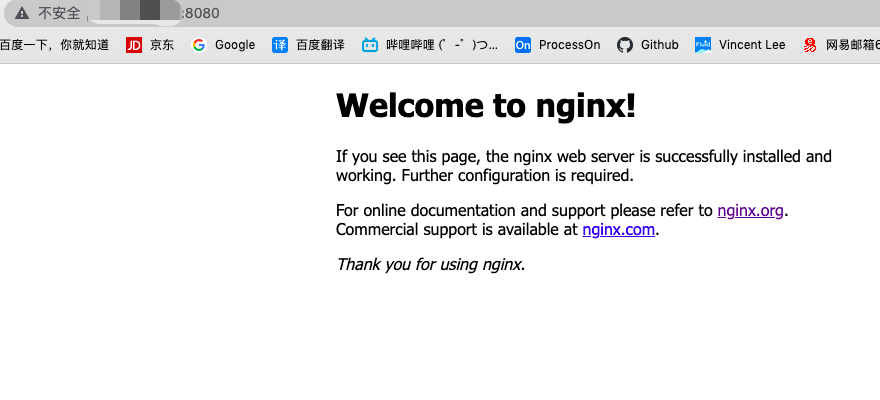 不安全 :8080
百度一下，你就知道 JD 京东 G Google 译 百度翻译 哔哩哔哩 (゜-゜)つ... On ProcessOn Github Fluid Vincent Lee 网易邮箱6
Welcome to nginx!
If you see this page, the nginx web server is successfully installed and
working. Further configuration is required.
For online documentation and support please refer to nginx.org.
Commercial support is available at nginx.com.
Thank you for using nginx.